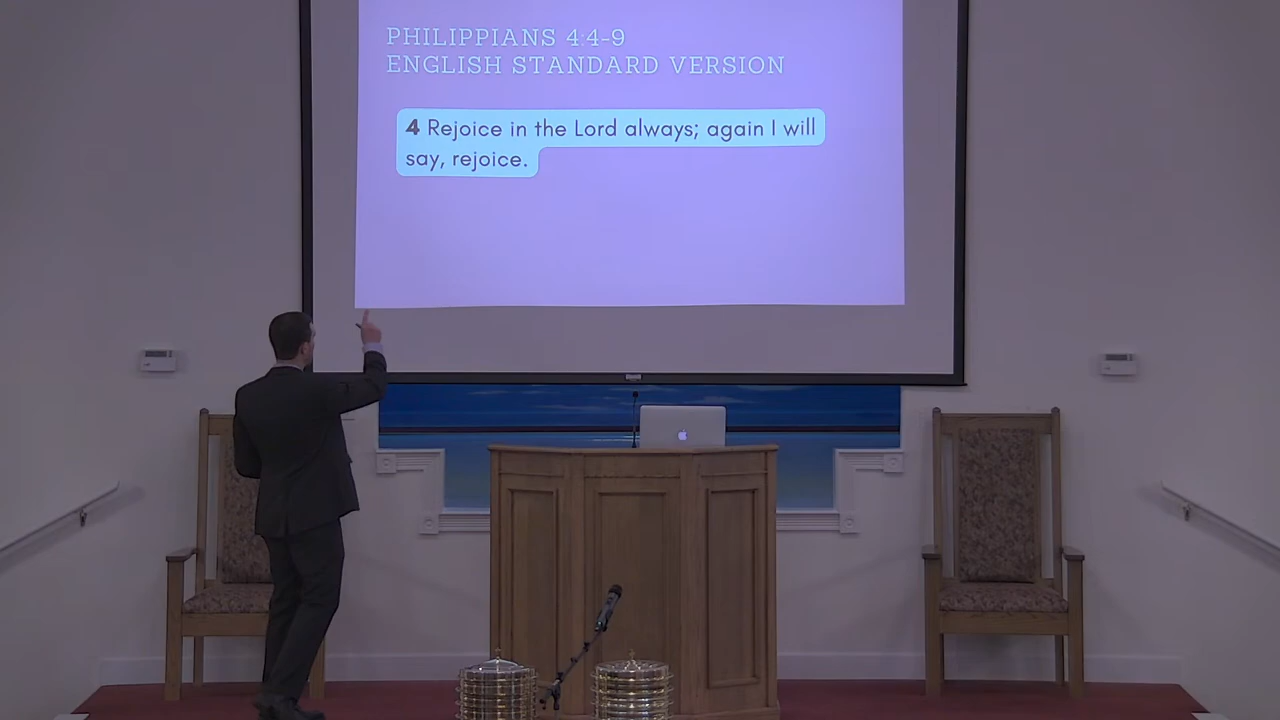 PHILIPPIANS 4:4-9
ENGLISH STANDARD VERSION
4 Rejoice in the Lord always; again I will
say, rejoice.